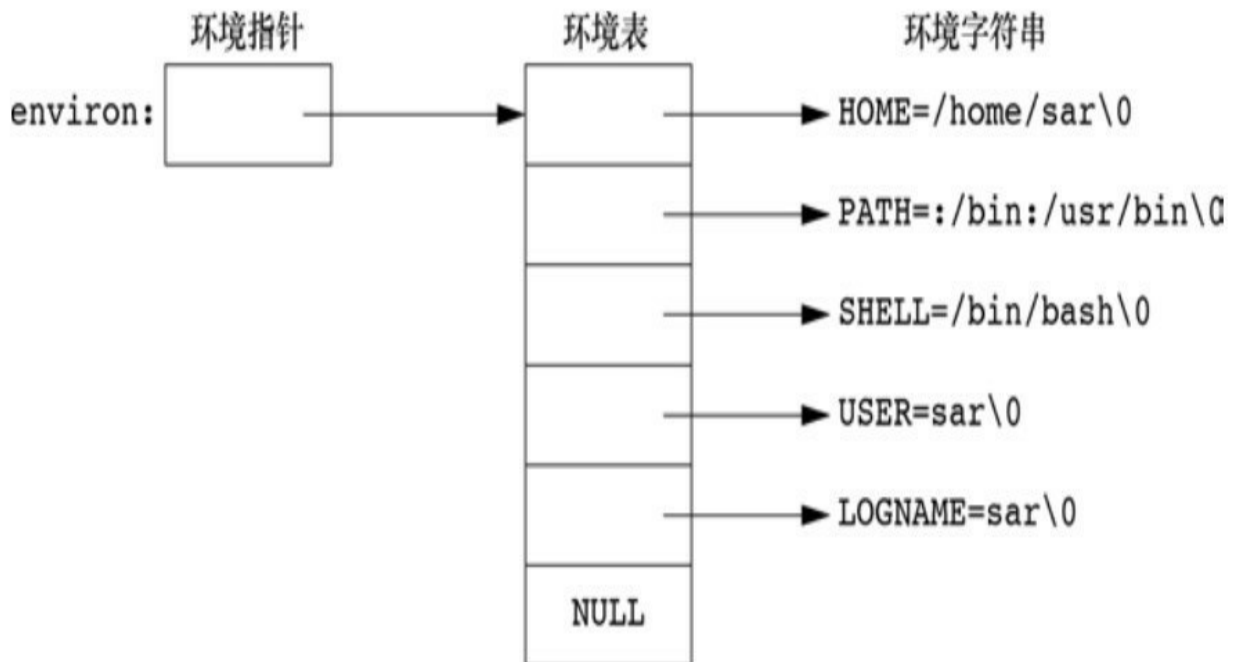 环境指针
环境表
环境字符串
environ:
HOME=/home/sar\0
PATH=:/bin:/usr/bin\0
SHELL=/bin/bash\0
USER=sar\0
LOGNAME=sar\0
NULL